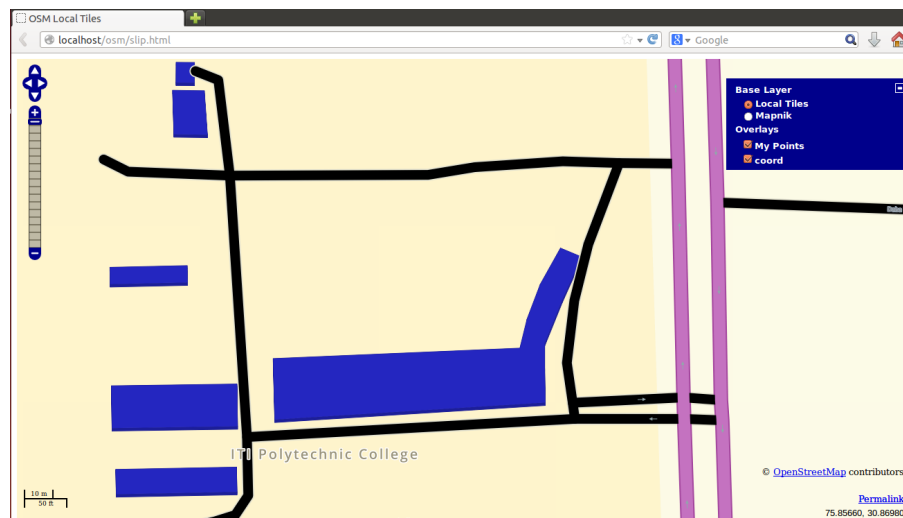 OSM Local Tiles
localhost/osm/slip.html
Google
Base Layer
Local Tiles
Mapnik
Overlays
My Points
coord
ITI Polytechnic College
© OpenStreetMap contributors
10 m
50 ft
Permalink
75.85660, 30.86980